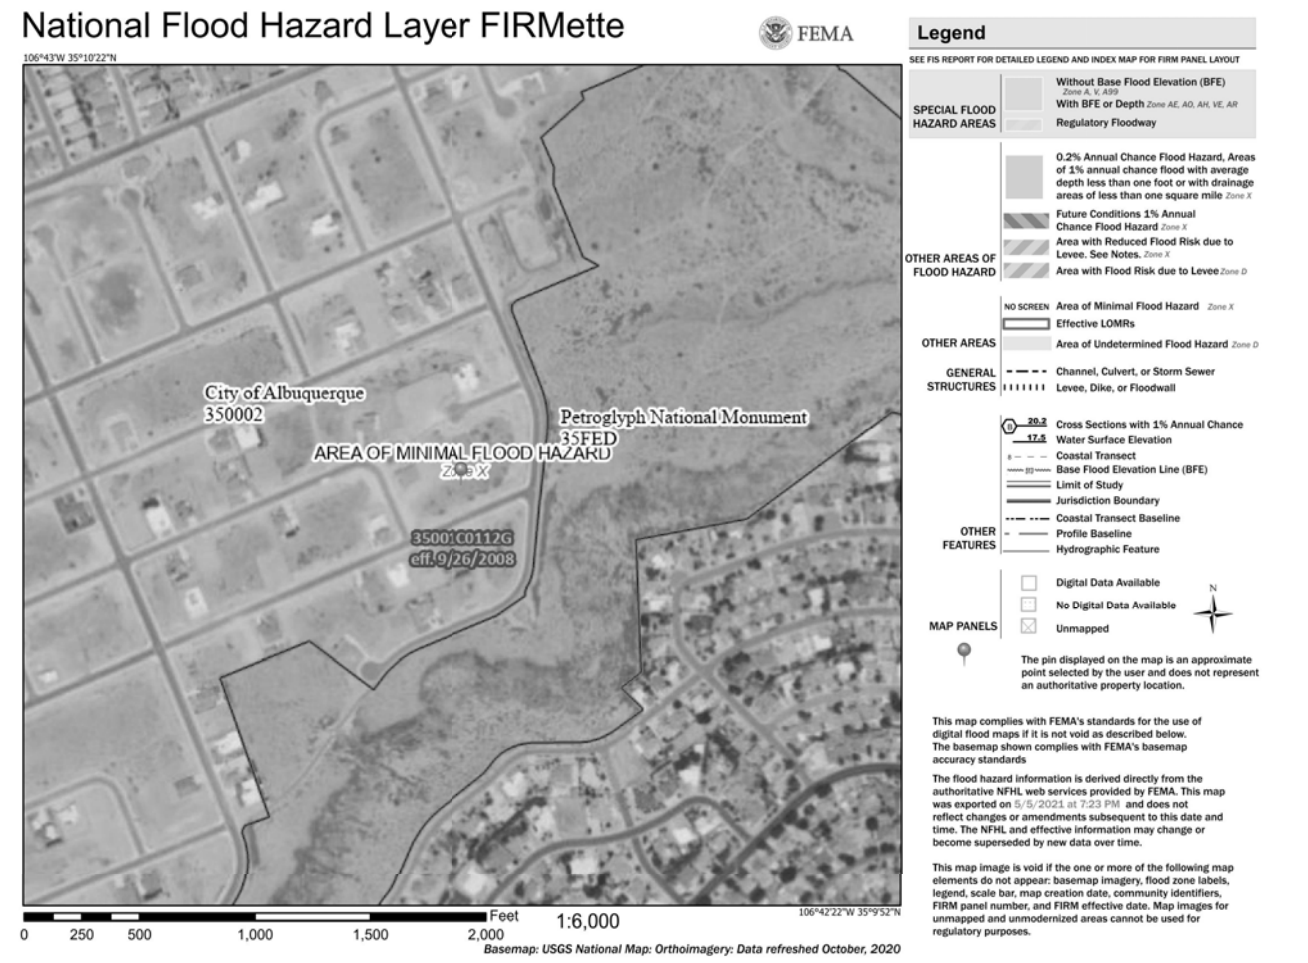 National Flood Hazard Layer FIRMette
FEMA
106°43'W 35°10'22"N
City of Albuquerque
350002
Petroglyph National Monument
35FED
AREA OF MINIMAL FLOOD HAZARD
Zone X
35001C0112G
eff. 9/26/2008
Feet
1:6,000
106°42'22"W 35°9'52"N
0 250 500 1,000 1,500 2,000
Basemap: USGS National Map: Orthoimagery: Data refreshed October, 2020
Legend
SEE FIS REPORT FOR DETAILED LEGEND AND INDEX MAP FOR FIRM PANEL LAYOUT
SPECIAL FLOOD
HAZARD AREAS
Without Base Flood Elevation (BFE)
Zone A, V, A99
With BFE or Depth Zone AE, AO, AH, VE, AR
Regulatory Floodway
OTHER AREAS OF
FLOOD HAZARD
0.2% Annual Chance Flood Hazard, Areas
of 1% annual chance flood with average
depth less than one foot or with drainage
areas of less than one square mile Zone X
Future Conditions 1% Annual
Chance Flood Hazard Zone X
Area with Reduced Flood Risk due to
Levee. See Notes. Zone X
Area with Flood Risk due to Levee Zone D
OTHER AREAS
NO SCREEN Area of Minimal Flood Hazard Zone X
Effective LOMRs
Area of Undetermined Flood Hazard Zone D
GENERAL
STRUCTURES
Channel, Culvert, or Storm Sewer
Levee, Dike, or Floodwall
OTHER
FEATURES
B 20.2 Cross Sections with 1% Annual Chance
17.5 Water Surface Elevation
8 Coastal Transect
513 Base Flood Elevation Line (BFE)
Limit of Study
Jurisdiction Boundary
Coastal Transect Baseline
Profile Baseline
Hydrographic Feature
MAP PANELS
Digital Data Available
No Digital Data Available
Unmapped
N
The pin displayed on the map is an approximate
point selected by the user and does not represent
an authoritative property location.
This map complies with FEMA's standards for the use of
digital flood maps if it is not void as described below.
The basemap shown complies with FEMA's basemap
accuracy standards
The flood hazard information is derived directly from the
authoritative NFHL web services provided by FEMA. This map
was exported on 5/5/2021 at 7:23 PM and does not
reflect changes or amendments subsequent to this date and
time. The NFHL and effective information may change or
become superseded by new data over time.
This map image is void if the one or more of the following map
elements do not appear: basemap imagery, flood zone labels,
legend, scale bar, map creation date, community identifiers,
FIRM panel number, and FIRM effective date. Map images for
unmapped and unmodernized areas cannot be used for
regulatory purposes.